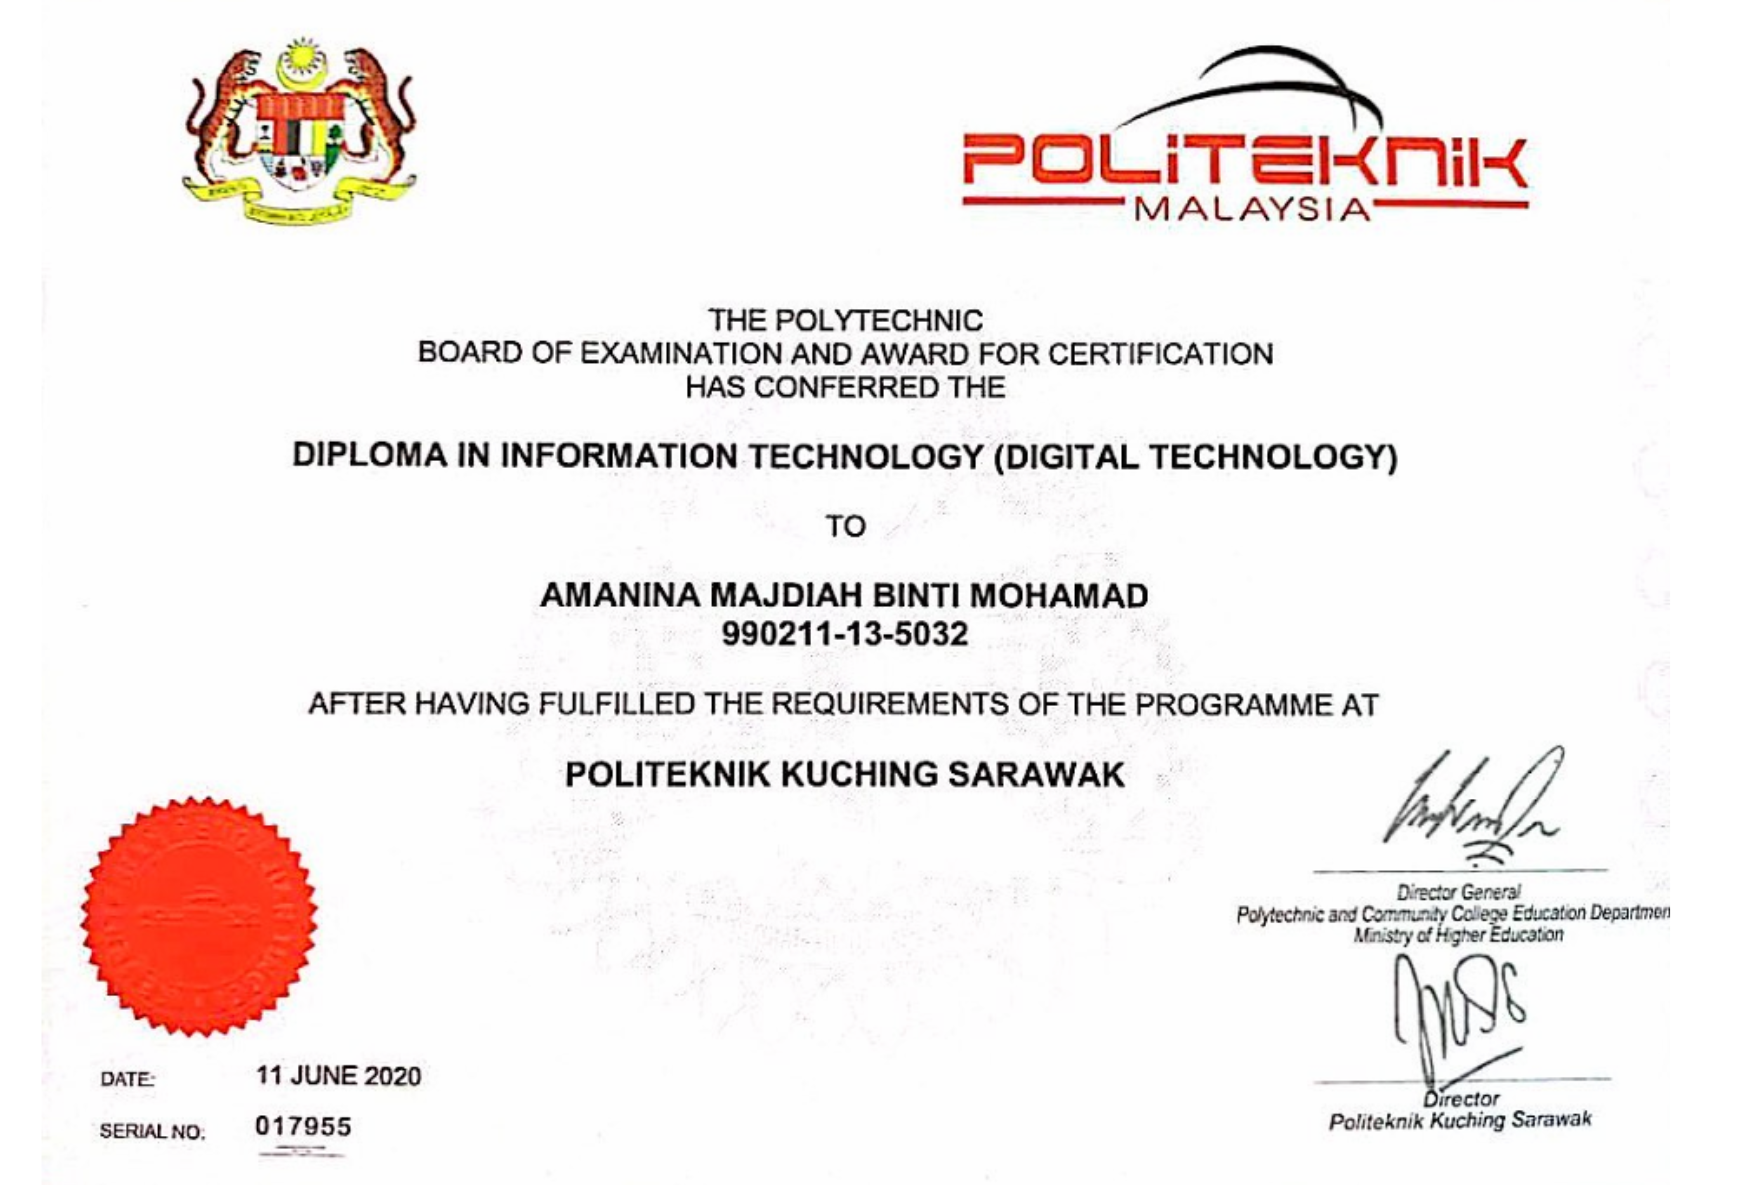 POLiTEKNiK
MALAYSIA
THE POLYTECHNIC
BOARD OF EXAMINATION AND AWARD FOR CERTIFICATION
HAS CONFERRED THE
DIPLOMA IN INFORMATION TECHNOLOGY (DIGITAL TECHNOLOGY)
TO
AMANINA MAJDIAH BINTI MOHAMAD
990211-13-5032
AFTER HAVING FULFILLED THE REQUIREMENTS OF THE PROGRAMME AT
POLITEKNIK KUCHING SARAWAK
Director General
Polytechnic and Community College Education Departmen
Ministry of Higher Education
Director
Politeknik Kuching Sarawak
DATE: 11 JUNE 2020
SERIAL NO: 017955